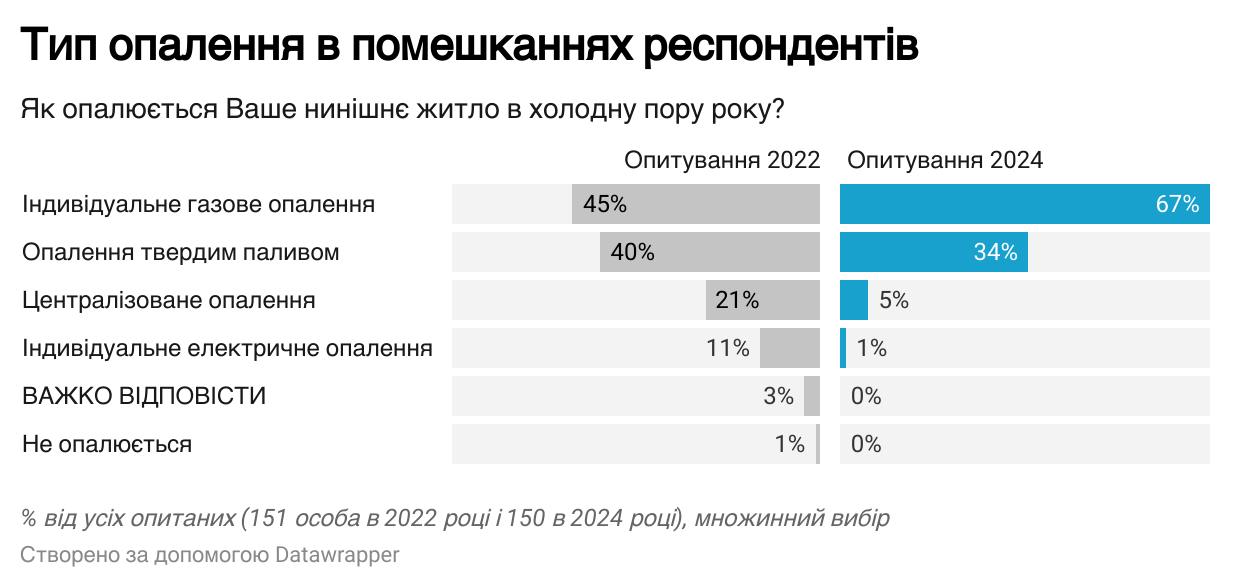 Тип опалення в помешканнях респондентів
Як опалюється Ваше нинішнє житло в холодну пору року?
Опитування 2022 Опитування 2024
Індивідуальне газове опалення 45% 67%
Опалення твердим паливом 40% 34%
Централізоване опалення 21% 5%
Індивідуальне електричне опалення 11% 1%
ВАЖКО ВІДПОВІСТИ 3% 0%
Не опалюється 1% 0%
% від усіх опитаних (151 особа в 2022 році і 150 в 2024 році), множинний вибір
Створено за допомогою Datawrapper